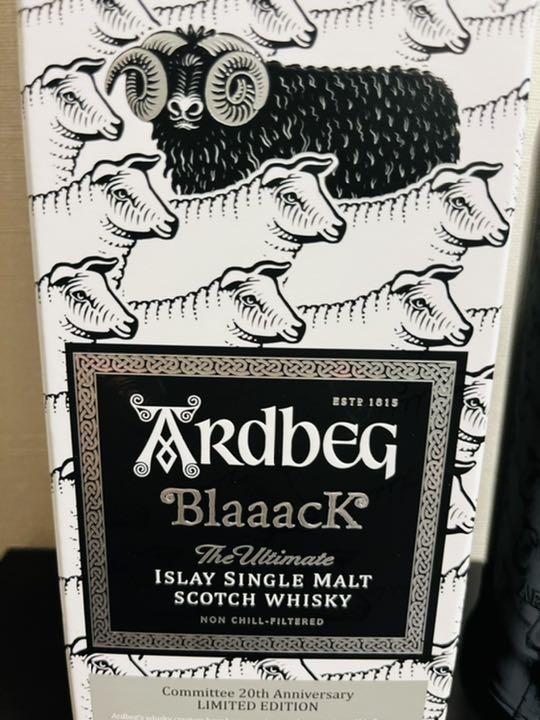 ESTD 1815
ARDBEG
BlaaacK
The Ultimate
ISLAY SINGLE MALT
SCOTCH WHISKY
NON CHILL-FILTERED
Committee 20th Anniversary
LIMITED EDITION